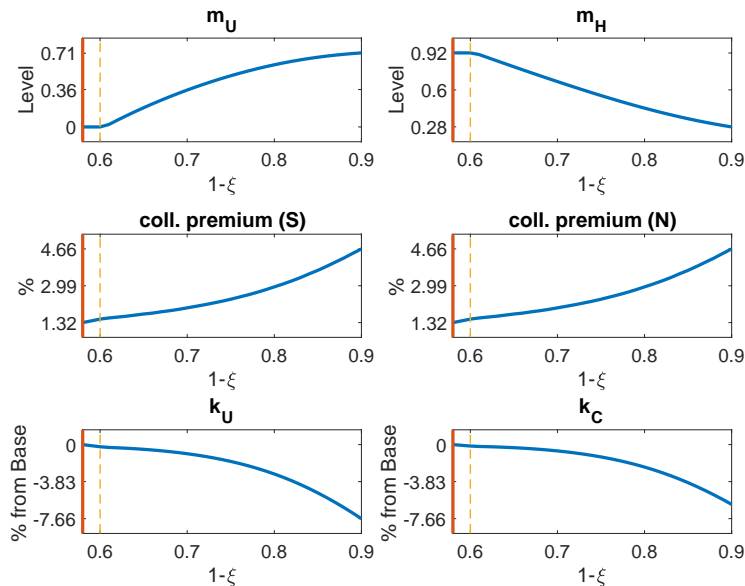 m_U
m_H
0.71
0.36
0
Level
0.6
0.7
0.8
0.9
1-ξ
0.92
0.6
0.28
Level
0.6
0.7
0.8
0.9
1-ξ
coll. premium (S)
coll. premium (N)
4.66
2.99
1.32
%
0.6
0.7
0.8
0.9
1-ξ
4.66
2.99
1.32
%
0.6
0.7
0.8
0.9
1-ξ
k_U
k_C
0
-3.83
-7.66
% from Base
0.6
0.7
0.8
0.9
1-ξ
0
-3.83
-7.66
% from Base
0.6
0.7
0.8
0.9
1-ξ